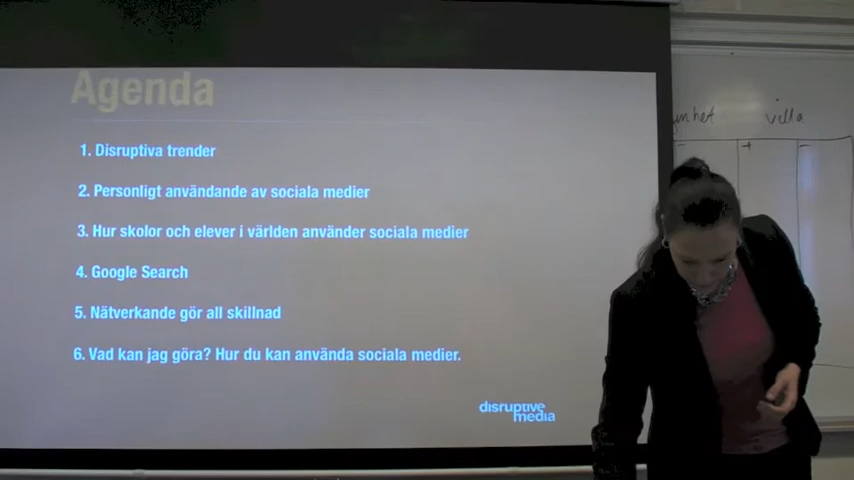 Agenda
1. Disruptiva trender
2. Personligt användande av sociala medier
3. Hur skolor och elever i världen använder sociala medier
4. Google Search
5. Nätverkande gör all skillnad
6. Vad kan jag göra? Hur du kan använda sociala medier.
disruptive
media
villa
+ –